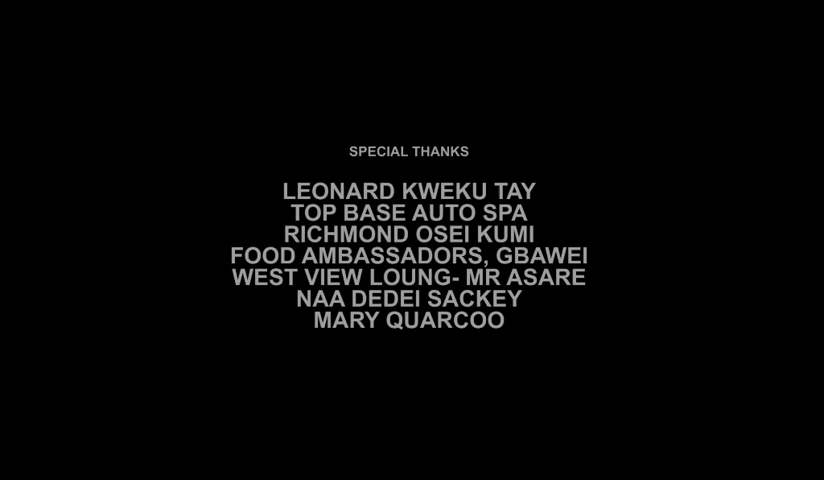 SPECIAL THANKS
LEONARD KWEKU TAY
TOP BASE AUTO SPA
RICHMOND OSEI KUMI
FOOD AMBASSADORS, GBAWEI
WEST VIEW LOUNG- MR ASARE
NAA DEDEI SACKEY
MARY QUARCOO